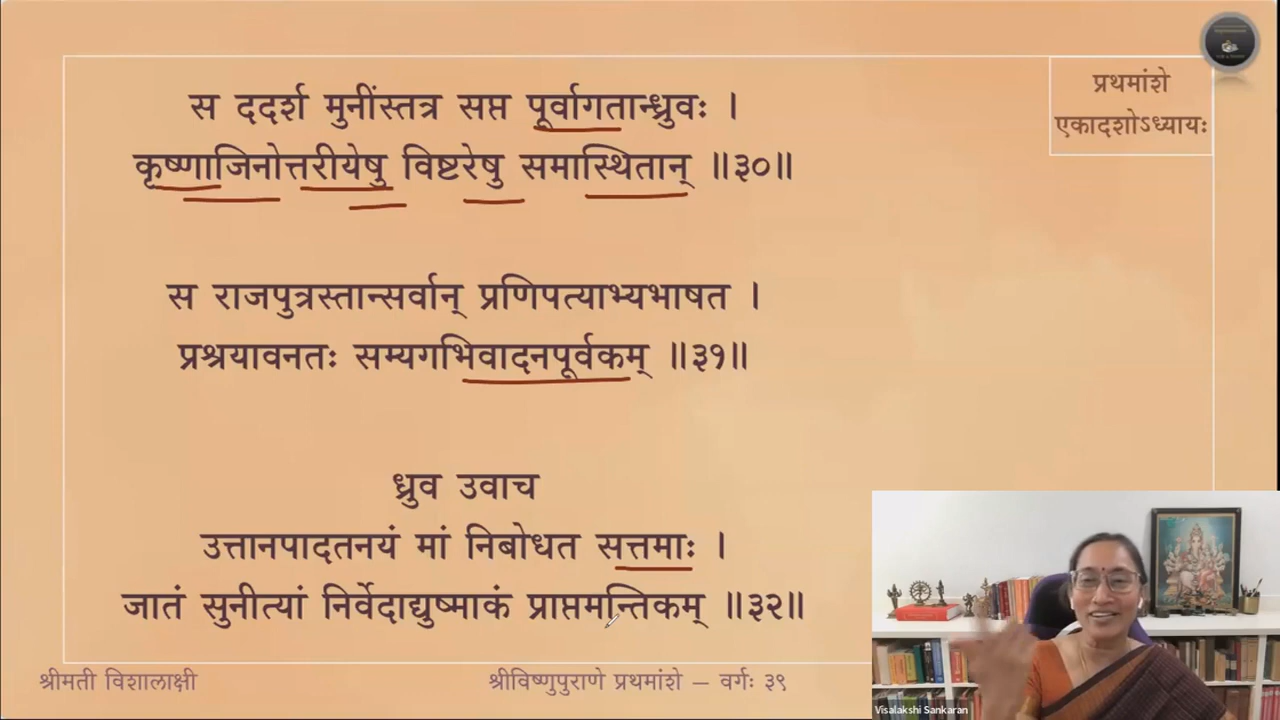 प्रथमांशे
एकादशोऽध्यायः
स ददर्श मुनींस्तत्र सप्त पूर्वागतान्ध्रुवः ।
कृष्णाजिनोत्तरीयेषु विष्टरेषु समास्थितान् ॥३०॥
स राजपुत्रस्तान्सर्वान् प्रणिपत्याभ्यभाषत ।
प्रश्रयावनतः सम्यगभिवादनपूर्वकम् ॥३१॥
ध्रुव उवाच
उत्तानपादतनयं मां निबोधत सत्तमाः ।
जातं सुनीत्यां निर्वेदाद्युष्माकं प्राप्तमन्तिकम् ॥३२॥
श्रीमती विशालाक्षी
श्रीविष्णुपुराणे प्रथमांशे – वर्गः ३९
Visalakshi Sankaran